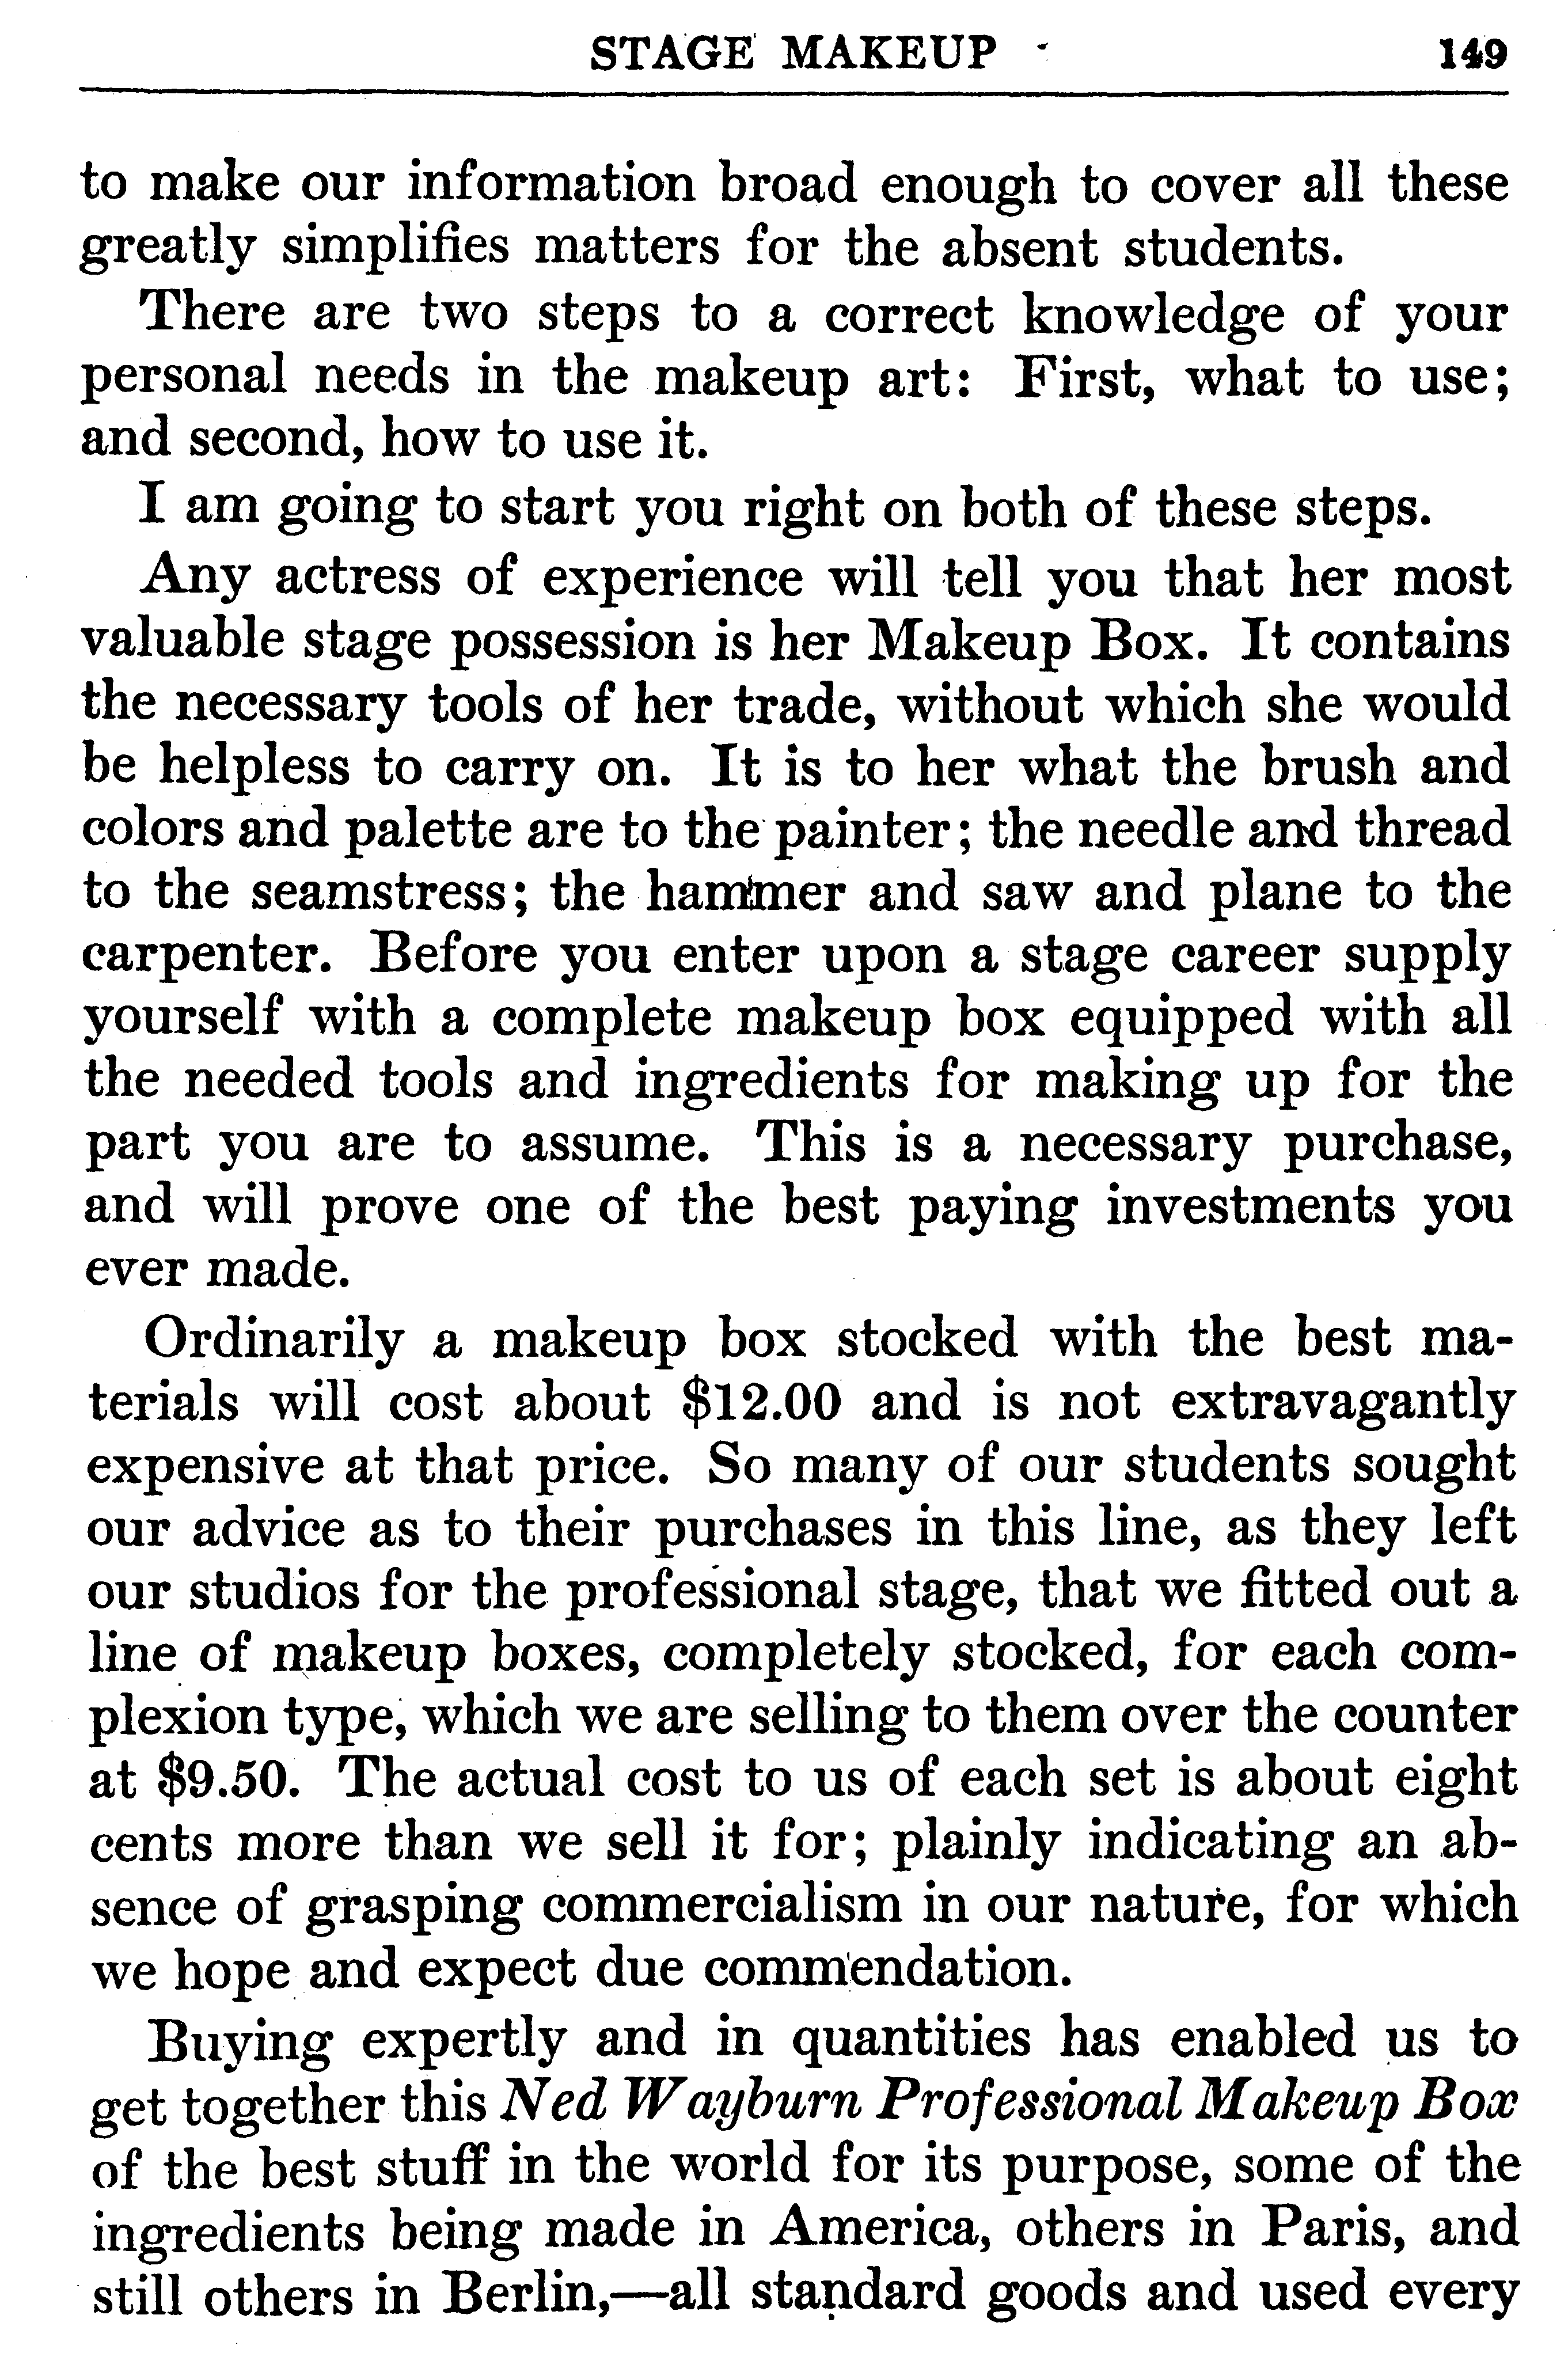 STAGE MAKEUP 149
to make our information broad enough to cover all these
greatly simplifies matters for the absent students.
There are two steps to a correct knowledge of your
personal needs in the makeup art: First, what to use;
and second, how to use it.
I am going to start you right on both of these steps.
Any actress of experience will tell you that her most
valuable stage possession is her Makeup Box. It contains
the necessary tools of her trade, without which she would
be helpless to carry on. It is to her what the brush and
colors and palette are to the painter; the needle and thread
to the seamstress; the hammer and saw and plane to the
carpenter. Before you enter upon a stage career supply
yourself with a complete makeup box equipped with all
the needed tools and ingredients for making up for the
part you are to assume. This is a necessary purchase,
and will prove one of the best paying investments you
ever made.
Ordinarily a makeup box stocked with the best ma-
terials will cost about $12.00 and is not extravagantly
expensive at that price. So many of our students sought
our advice as to their purchases in this line, as they left
our studios for the professional stage, that we fitted out a
line of makeup boxes, completely stocked, for each com-
plexion type, which we are selling to them over the counter
at $9.50. The actual cost to us of each set is about eight
cents more than we sell it for; plainly indicating an ab-
sence of grasping commercialism in our nature, for which
we hope and expect due commendation.
Buying expertly and in quantities has enabled us to
get together this Ned Wayburn Professional Makeup Box
of the best stuff in the world for its purpose, some of the
ingredients being made in America, others in Paris, and
still others in Berlin,—all standard goods and used every